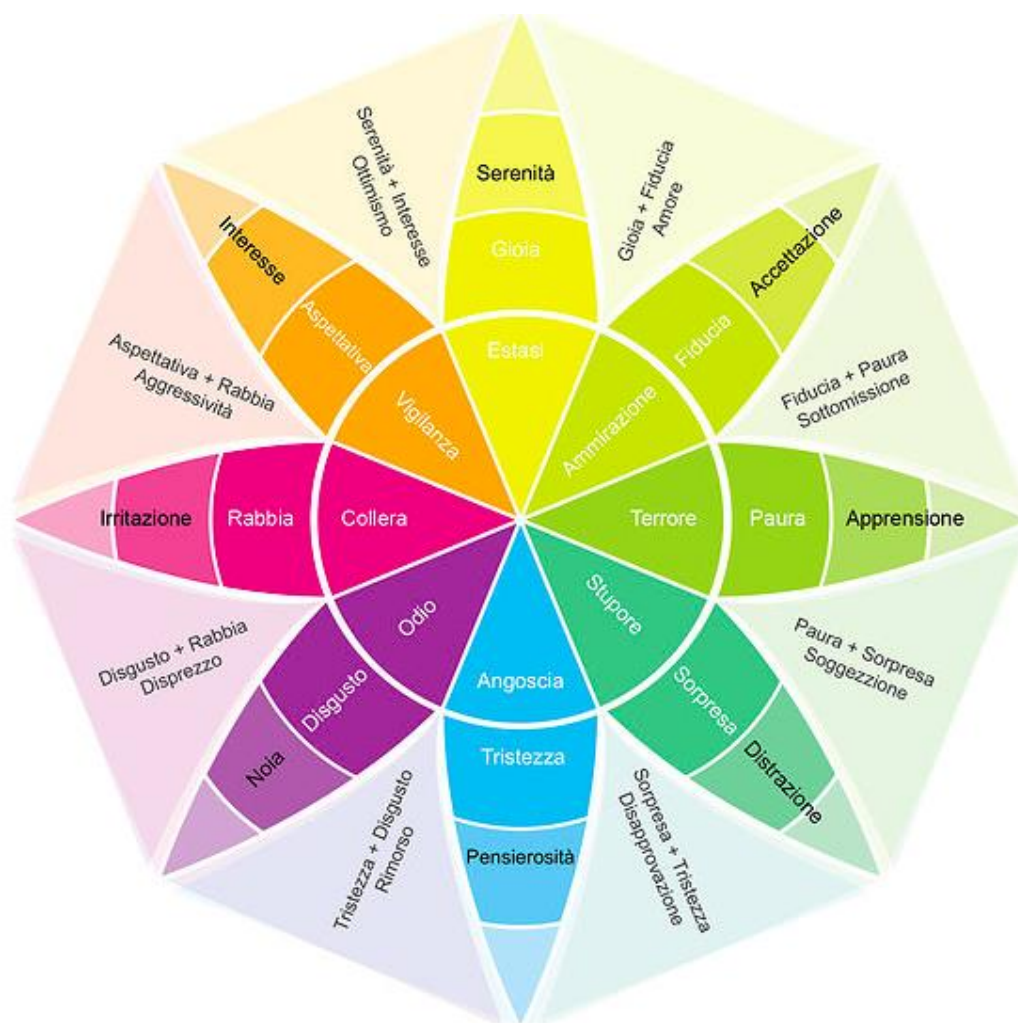 Serenità + Interesse
Ottimismo
Serenità
Gioia
Estasi
Gioia + Fiducia
Amore
Accettazione
Fiducia
Ammirazione
Fiducia + Paura
Sottomissione
Terrore
Paura
Apprensione
Paura + Sorpresa
Soggezzione
Stupore
Sorpresa
Distrazione
Sorpresa + Tristezza
Disapprovazione
Angoscia
Tristezza
Pensierosità
Tristezza + Disgusto
Rimorso
Odio
Disgusto
Noia
Disgusto + Rabbia
Disprezzo
Irritazione
Rabbia
Collera
Aspettativa + Rabbia
Aggressività
Interesse
Aspettativa
Vigilanza